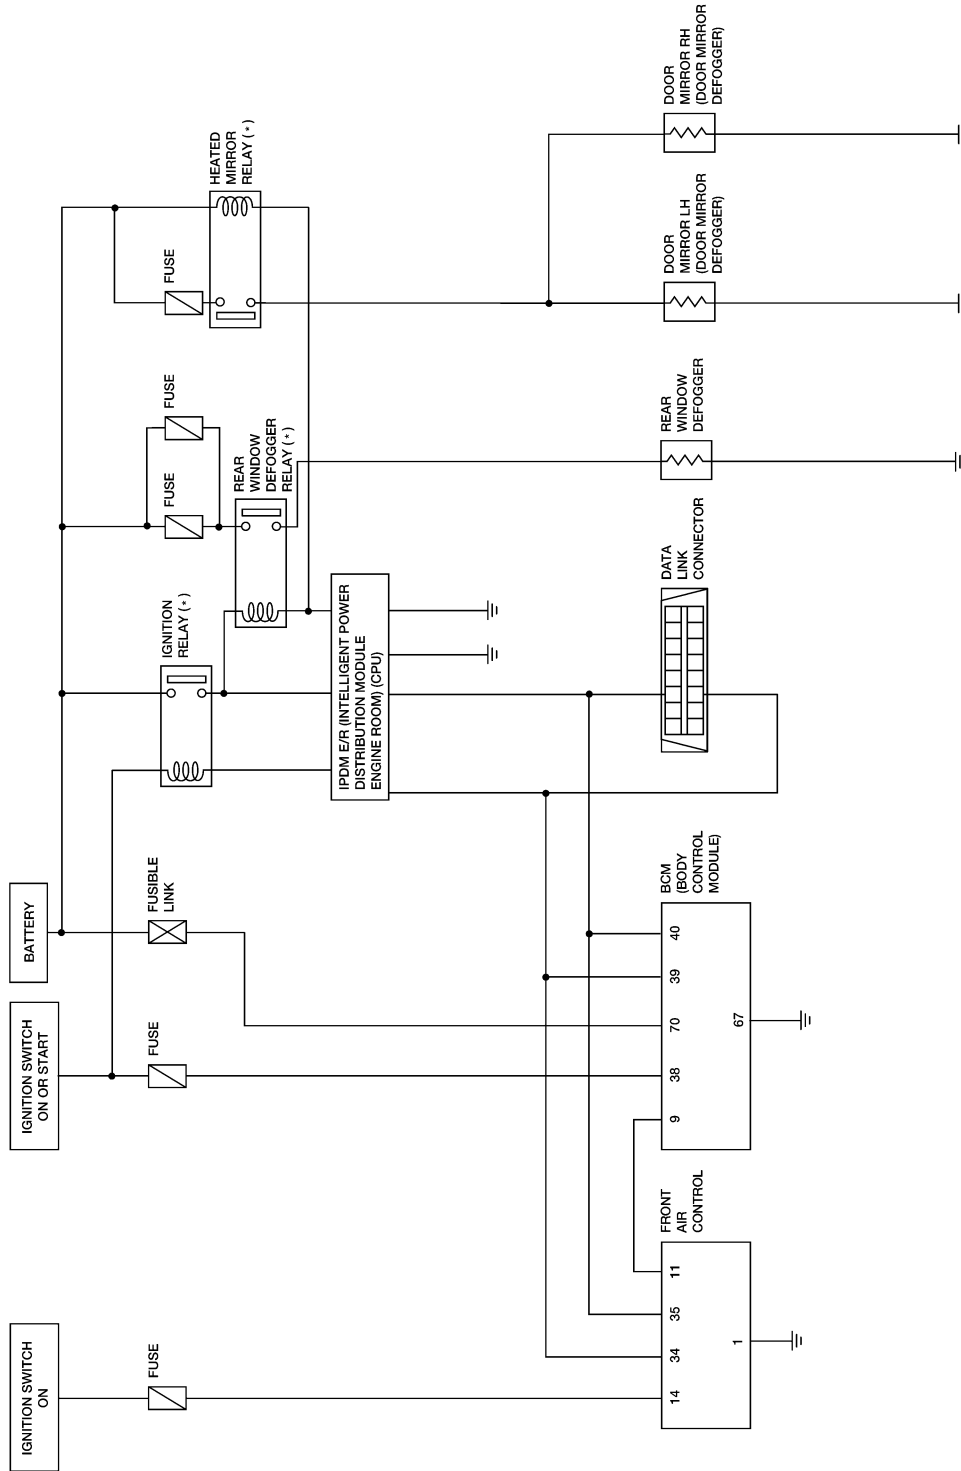 IGNITION SWITCH
ON
IGNITION SWITCH
ON OR START
BATTERY
FUSE
FUSE
FUSIBLE
LINK
IGNITION
RELAY (*)
FUSE
FUSE
REAR
WINDOW
DEFOGGER
RELAY (*)
FUSE
HEATED
MIRROR
RELAY (*)
IPDM E/R (INTELLIGENT POWER
DISTRIBUTION MODULE
ENGINE ROOM) (CPU)
FRONT
AIR
CONTROL
14
34
35
11
1
BCM
(BODY
CONTROL
MODULE)
9
38
70
39
40
67
DATA
LINK
CONNECTOR
REAR
WINDOW
DEFOGGER
DOOR
MIRROR LH
(DOOR MIRROR
DEFOGGER)
DOOR
MIRROR RH
(DOOR MIRROR
DEFOGGER)